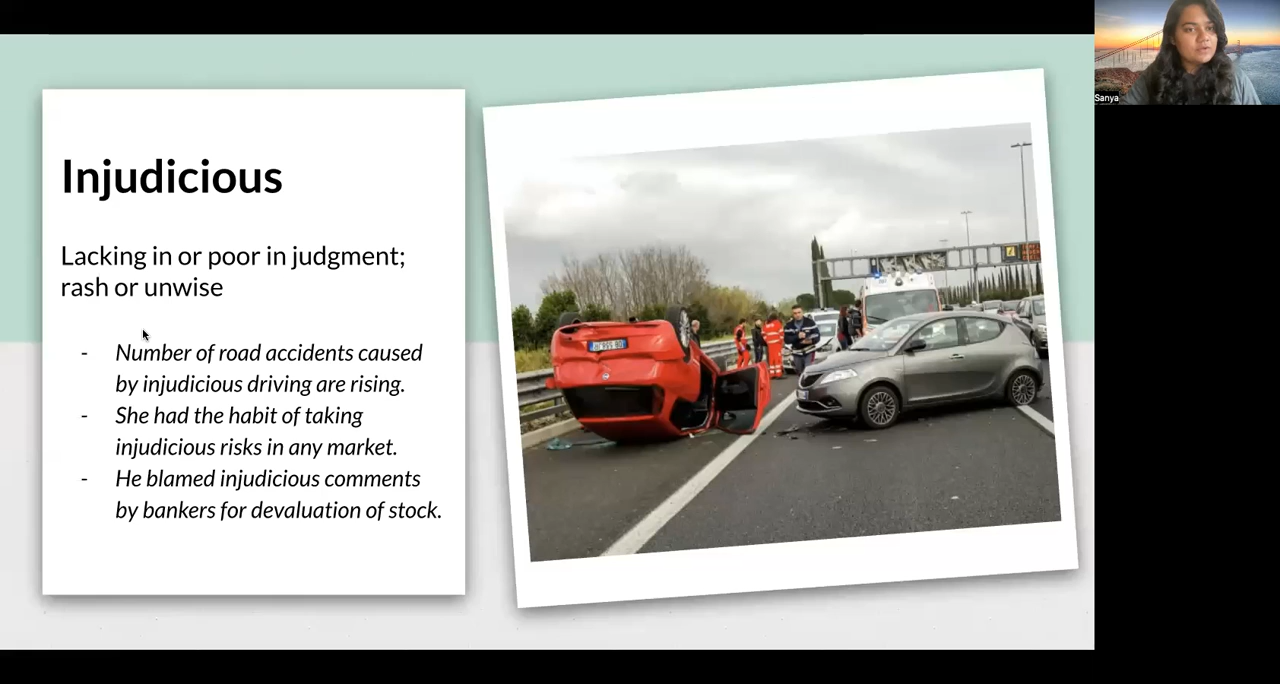 Injudicious
Lacking in or poor in judgment;
rash or unwise
- Number of road accidents caused
by injudicious driving are rising.
- She had the habit of taking
injudicious risks in any market.
- He blamed injudicious comments
by bankers for devaluation of stock.
Sanya